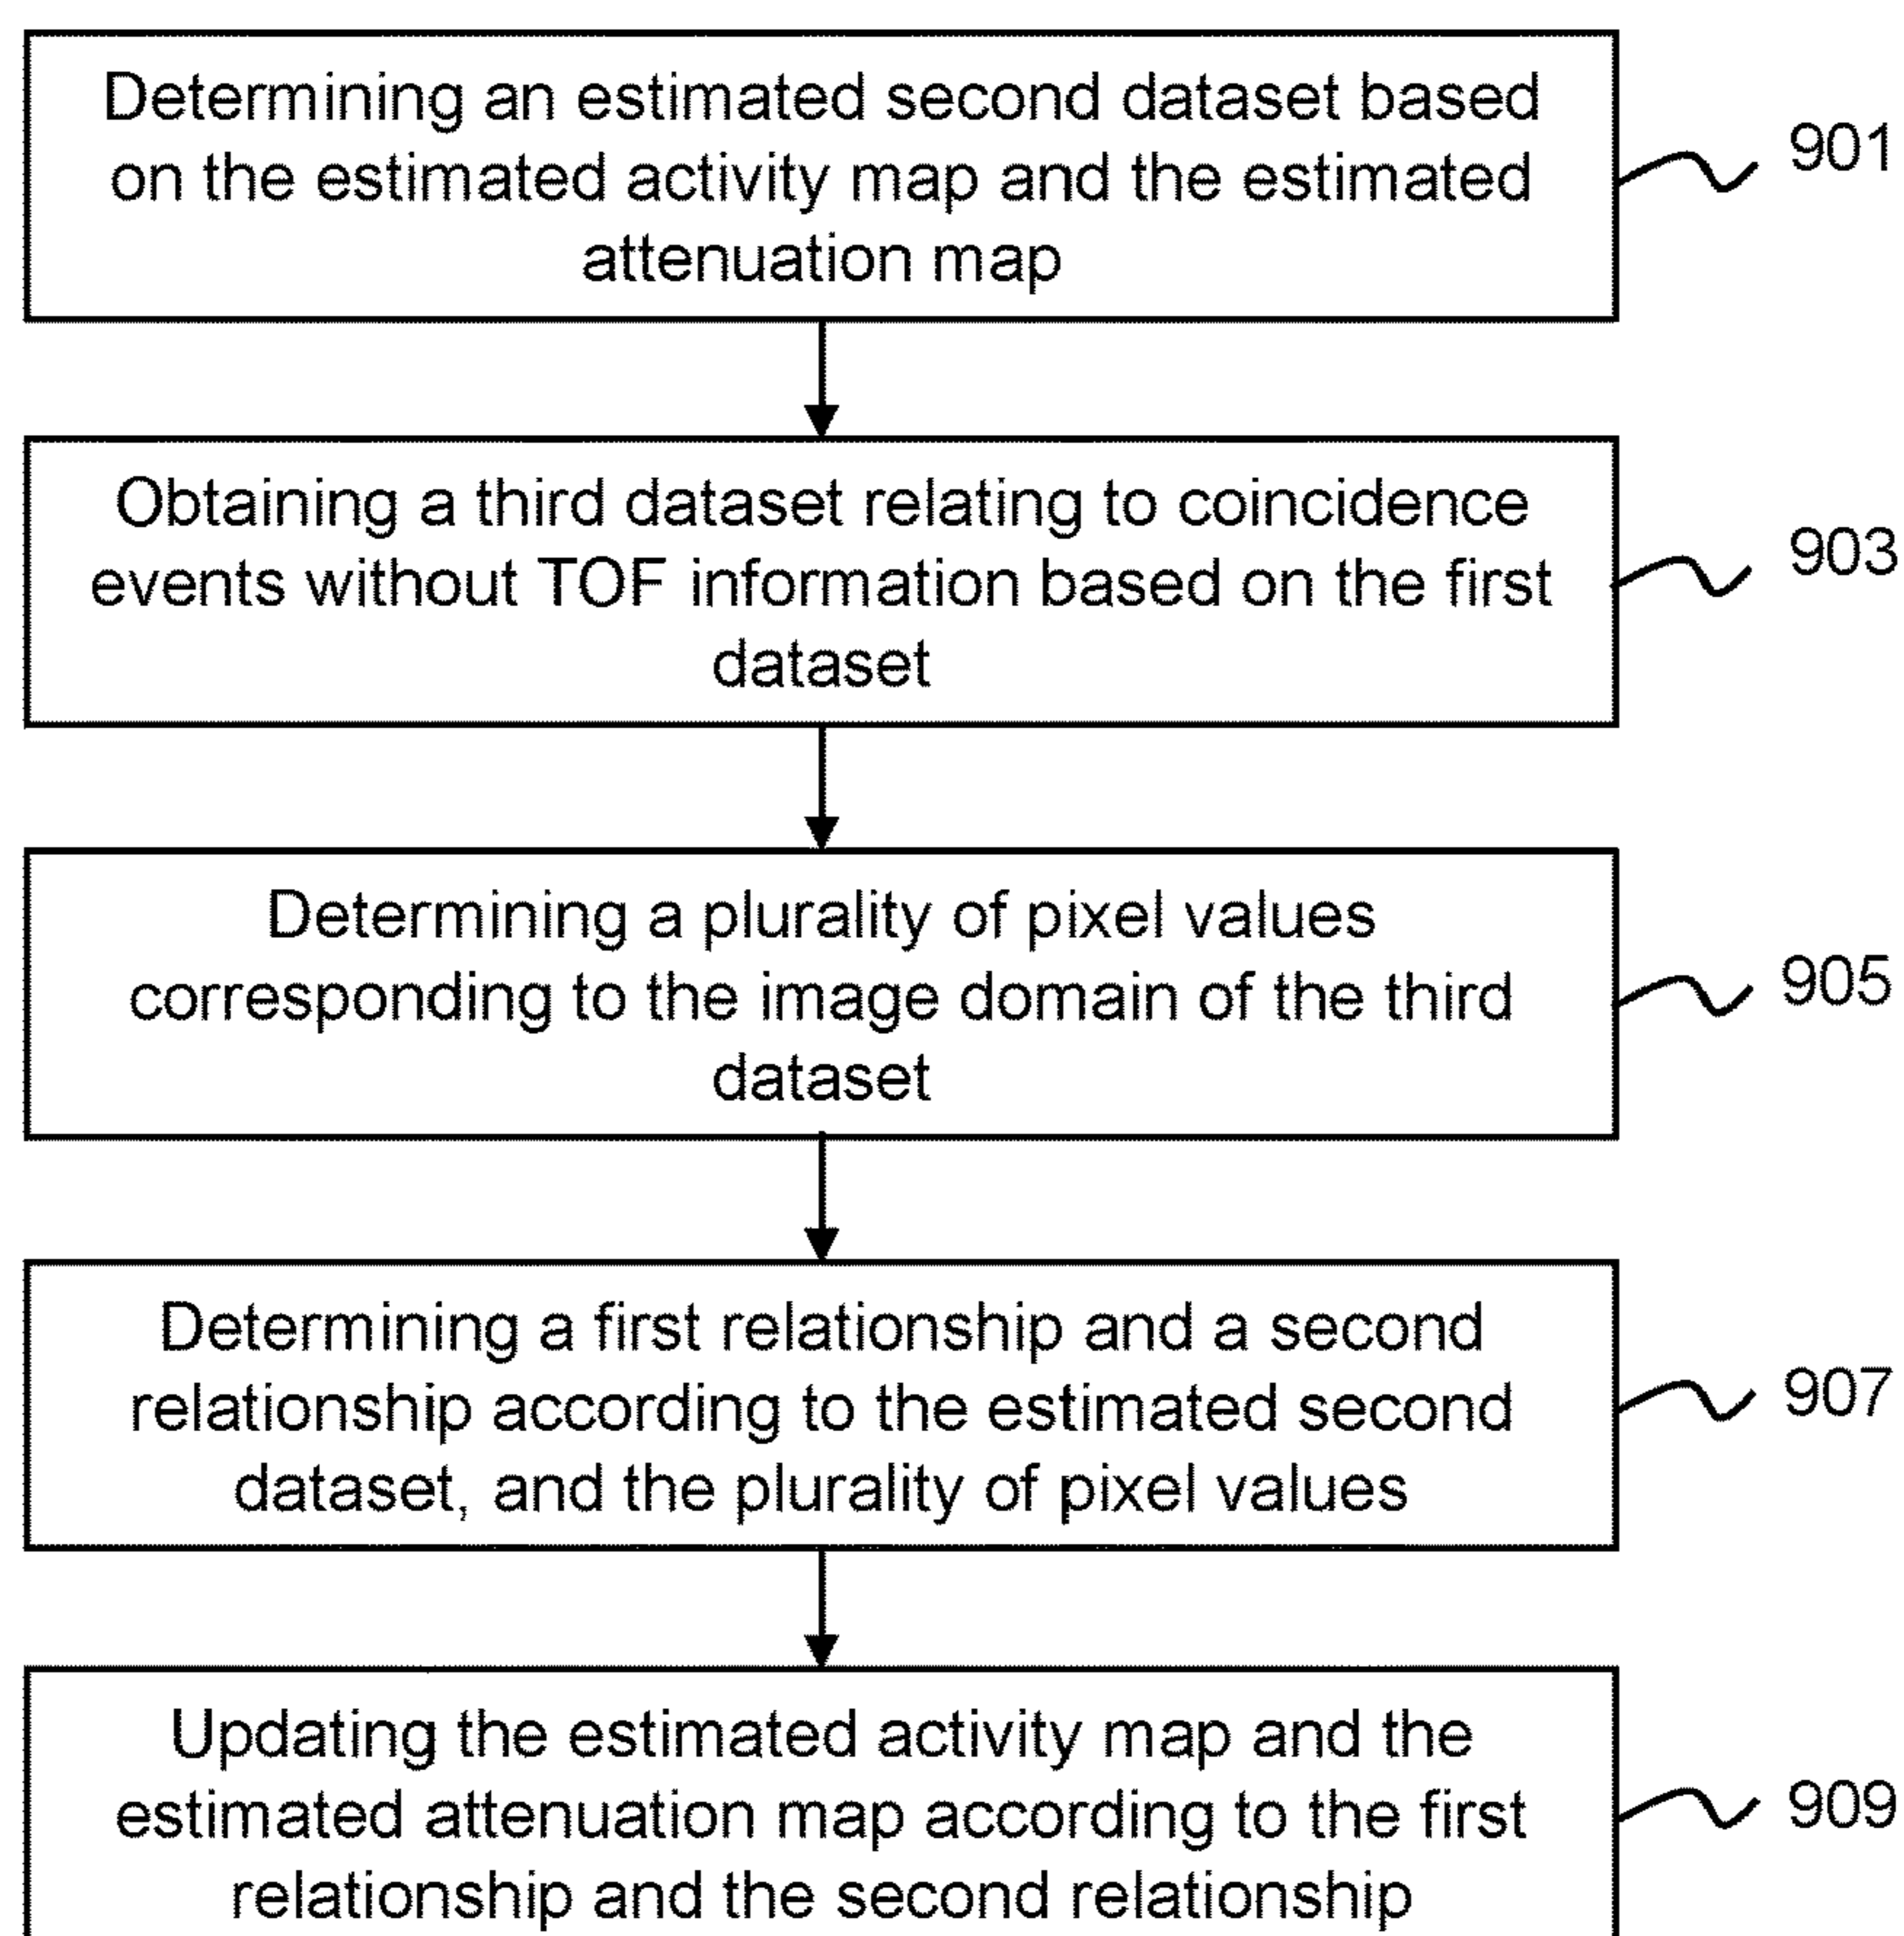 Determining an estimated second dataset based
on the estimated activity map and the estimated
attenuation map
901
Obtaining a third dataset relating to coincidence
events without TOF information based on the first
dataset
903
Determining a plurality of pixel values
corresponding to the image domain of the third
dataset
905
Determining a first relationship and a second
relationship according to the estimated second
dataset, and the plurality of pixel values
907
Updating the estimated activity map and the
estimated attenuation map according to the first
relationship and the second relationship
909